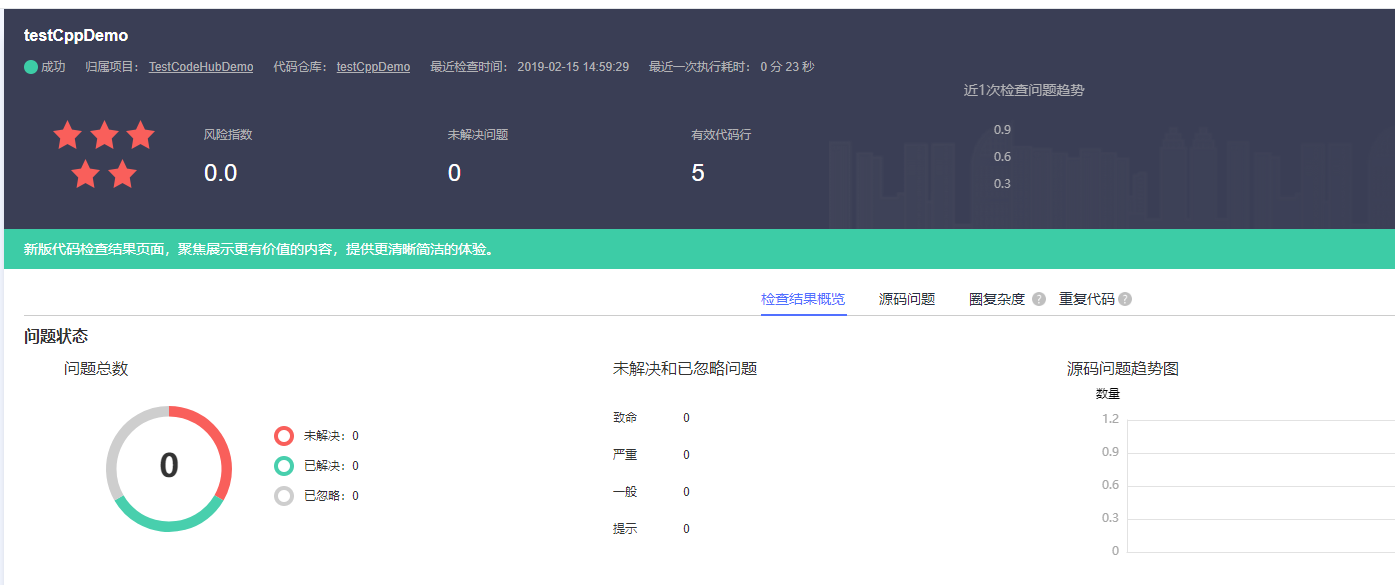 testCppDemo
成功 归属项目： TestCodeHubDemo 代码仓库： testCppDemo 最近检查时间： 2019-02-15 14:59:29 最近一次执行耗时： 0 分 23 秒
近1次检查问题趋势
风险指数 未解决问题 有效代码行
0.0 0 5
0.9
0.6
0.3
新版代码检查结果页面，聚焦展示更有价值的内容，提供更清晰简洁的体验。
检查结果概览 源码问题 圈复杂度 ? 重复代码 ?
问题状态
问题总数
0
未解决： 0
已解决： 0
已忽略： 0
未解决和已忽略问题
致命 0
严重 0
一般 0
提示 0
源码问题趋势图
数量
1.2
0.9
0.6
0.3
0